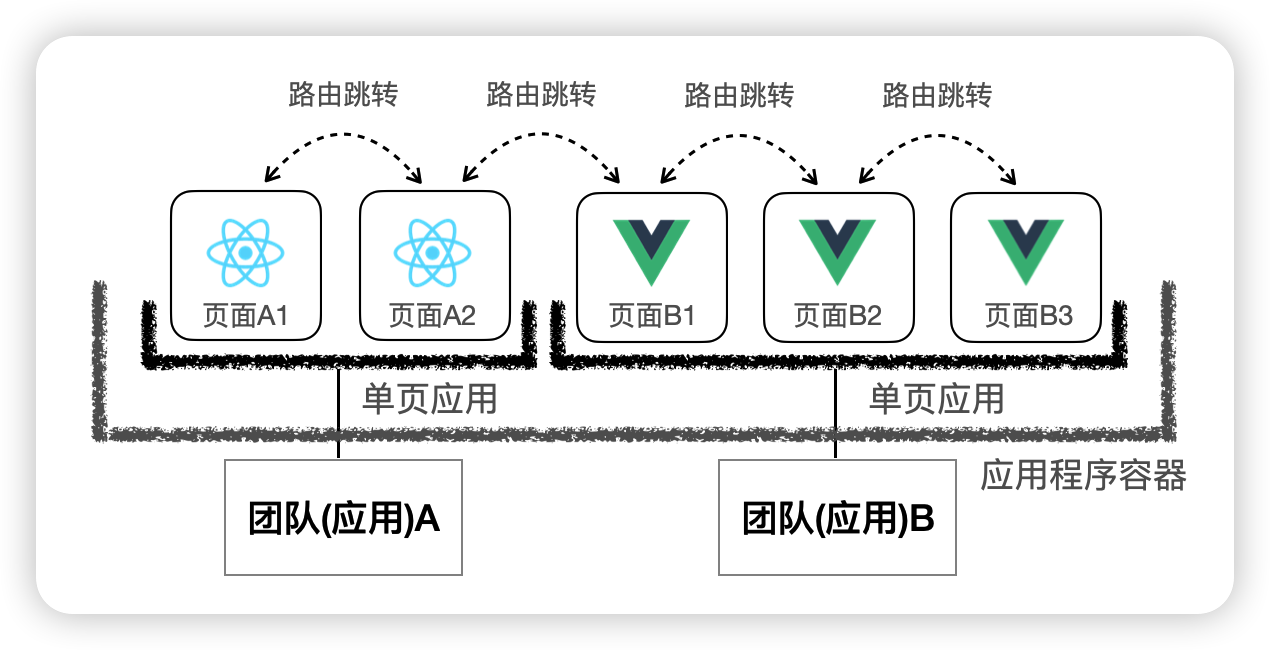 路由跳转
路由跳转
路由跳转
路由跳转
页面A1
页面A2
页面B1
页面B2
页面B3
单页应用
单页应用
应用程序容器
团队(应用)A
团队(应用)B